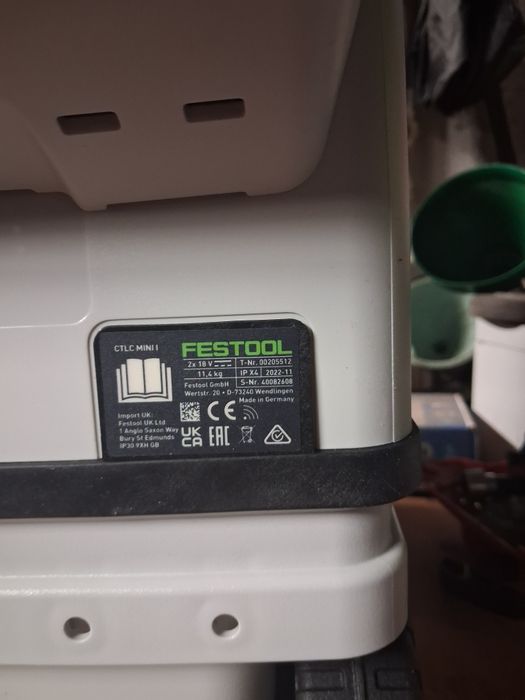 CTLC MINI I
FESTOOL
2x 18 V T-Nr. 00205512
11,4 kg IP X4 2022-11
Festool GmbH S-Nr. 40082608
Wertstr. 20 • D-73240 Wendlingen
Made in Germany
Import UK:
Festool UK Ltd
1 Anglo Saxon Way
Bury St Edmunds
IP30 9XH GB
CE
UK
CA
EAC